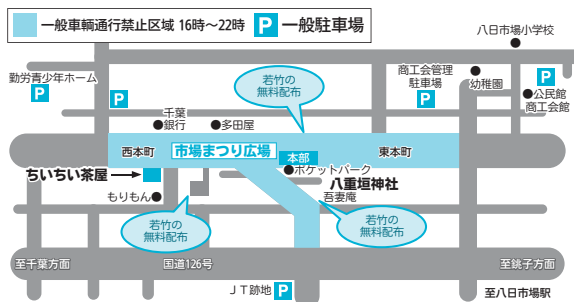 一般車輌通行禁止区域 16時〜22時 P 一般駐車場
八日市場小学校
若竹の
無料配布
商工会管理
駐車場
P
幼稚園
P
公民館
商工会館
勤労青少年ホーム
P
P
千葉
銀行
多田屋
西本町
市場まつり広場
本部
東本町
ちいちい茶屋
ポケットパーク
八重垣神社
もりもん
吾妻庵
若竹の
無料配布
若竹の
無料配布
至千葉方面
国道126号
至銚子方面
JT跡地 P
至八日市場駅